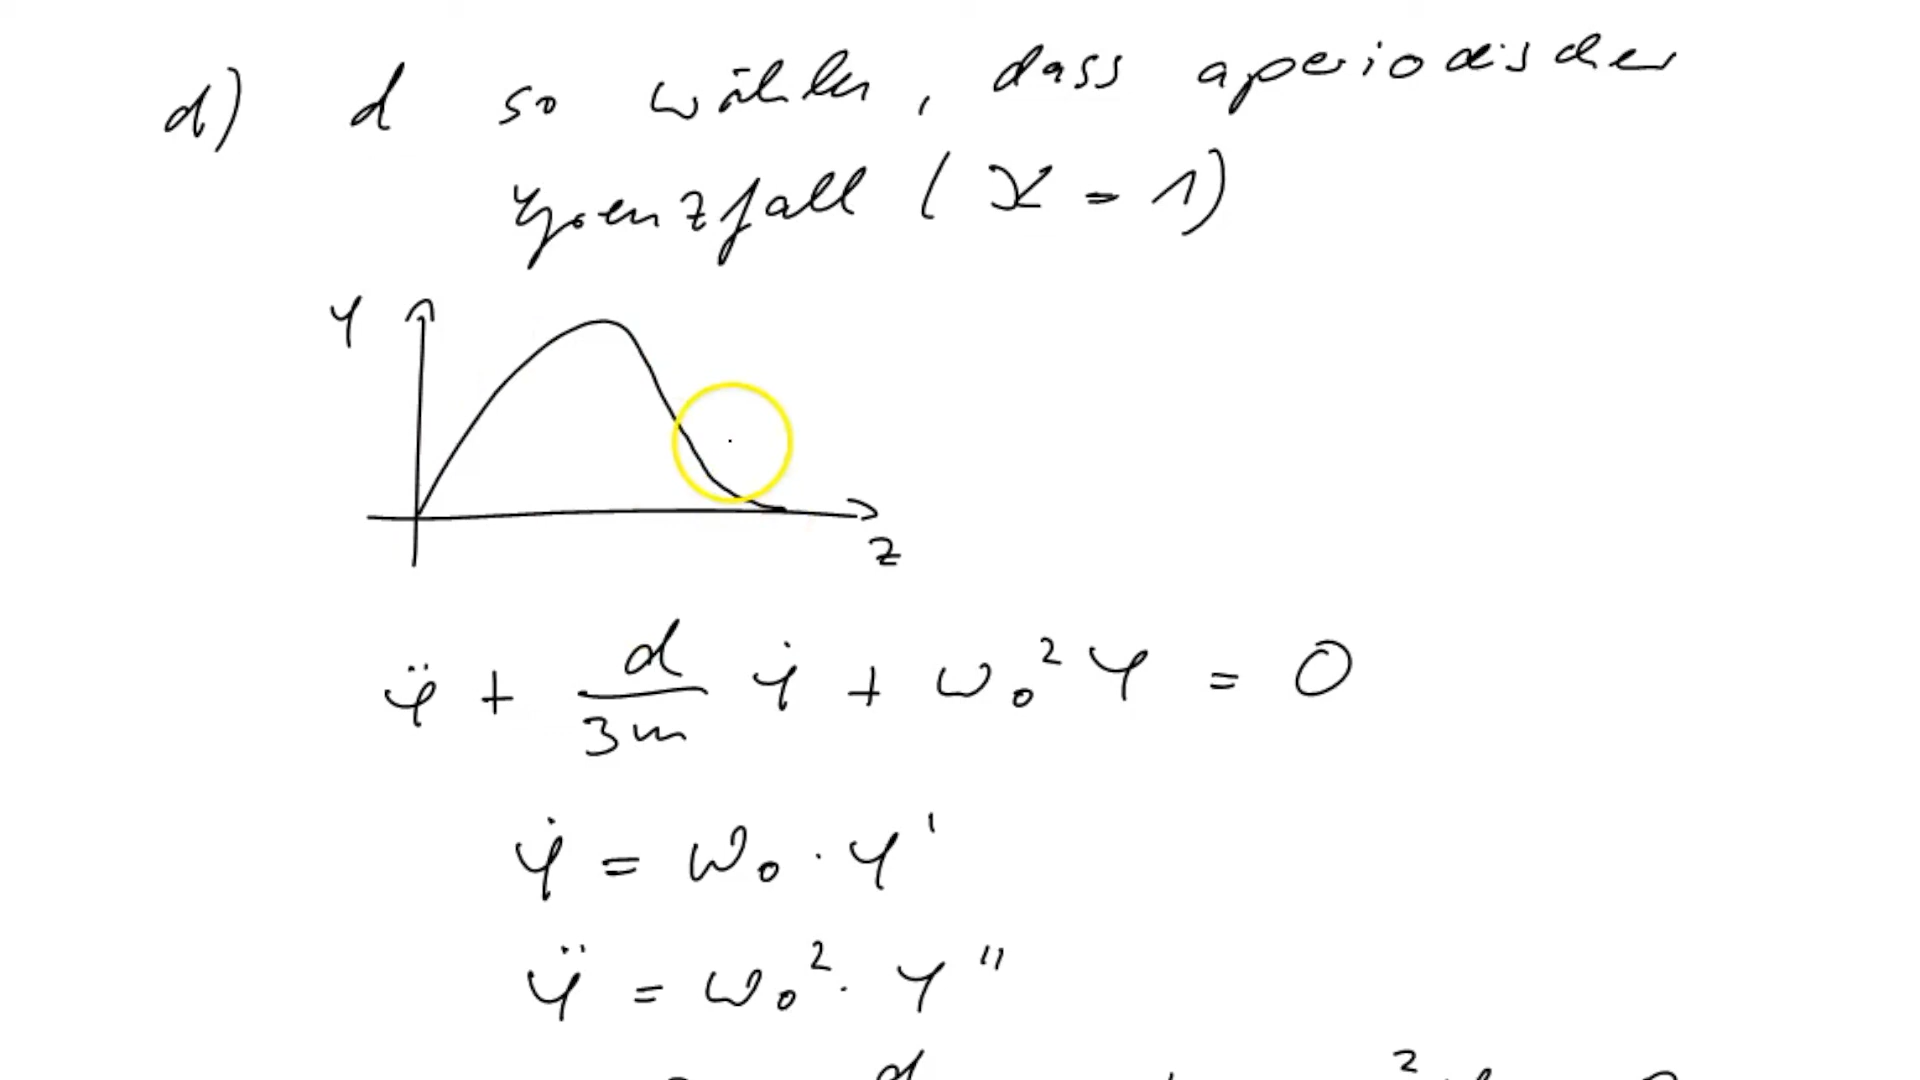 d) d so wählen, dass aperiodischer
Grenzfall (ϰ = 1)
φ
z
φ̈ + d/3m φ̇ + ω₀² φ = 0
φ̇ = ω₀ · φ'
φ̈ = ω₀² · φ''